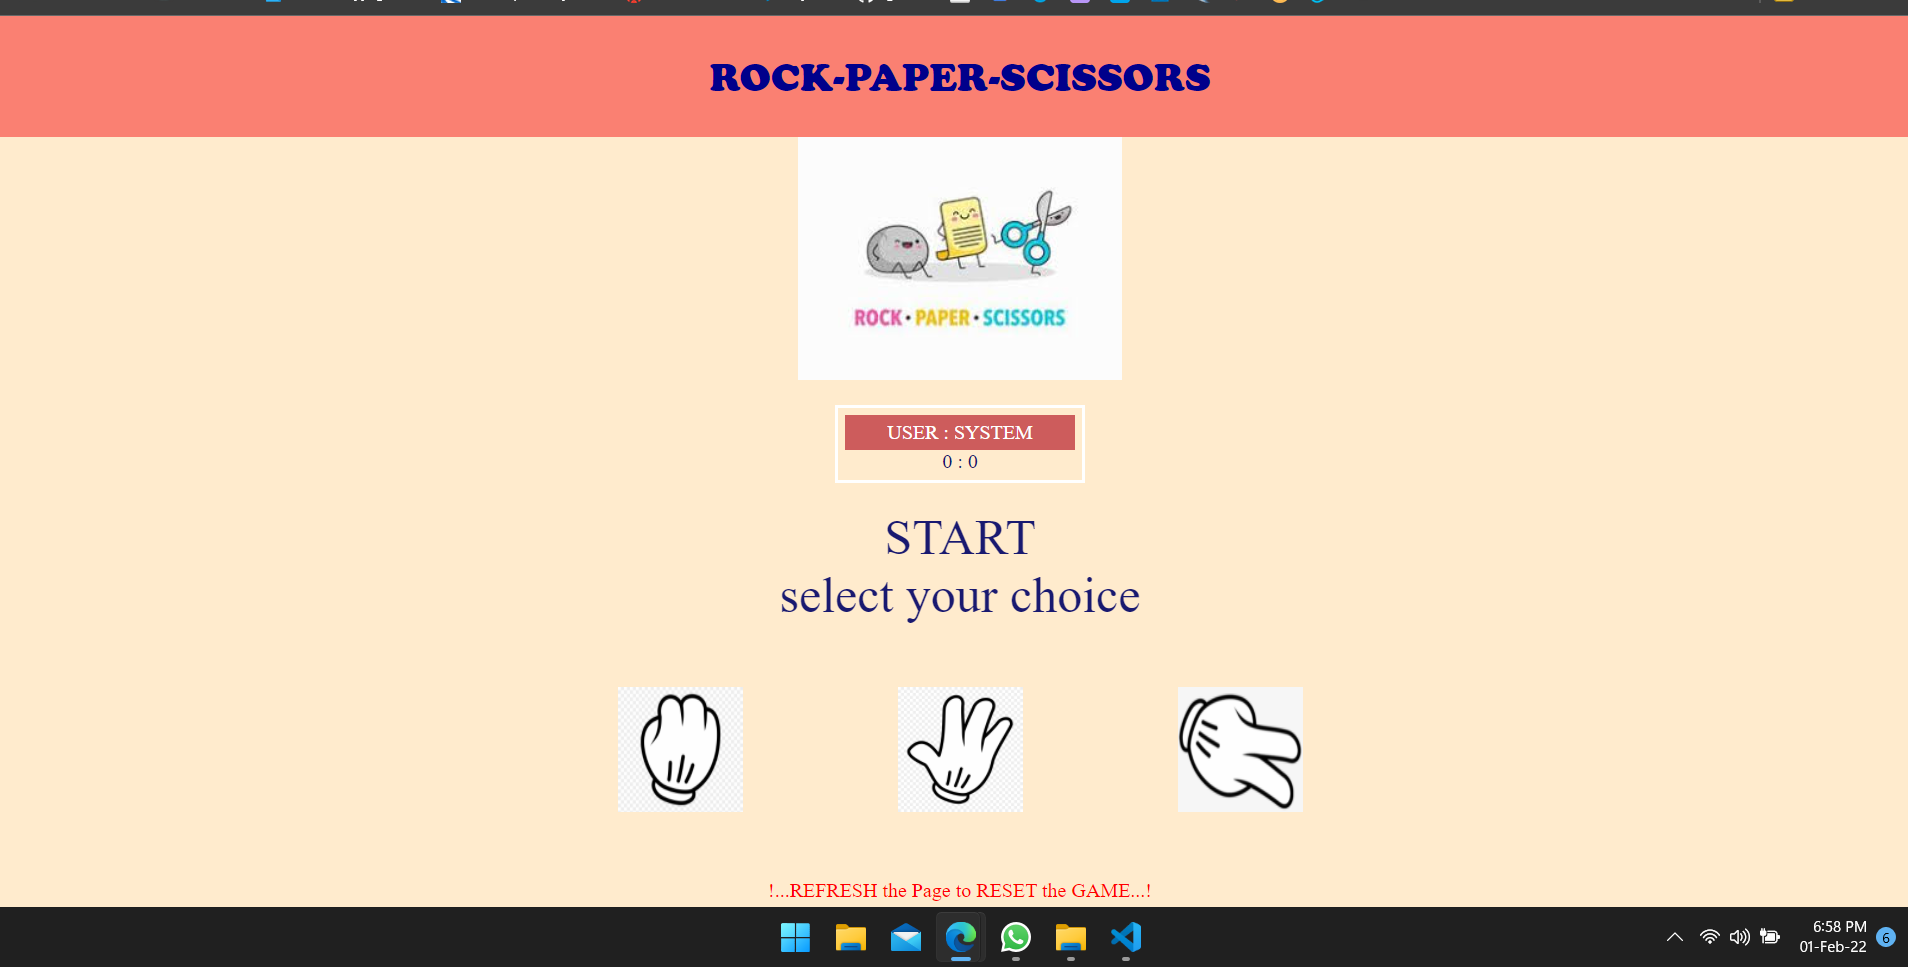 ROCK-PAPER-SCISSORS
ROCK • PAPER • SCISSORS
USER : SYSTEM
0 : 0
START
select your choice
!...REFRESH the Page to RESET the GAME...!
6:58 PM
01-Feb-22
6